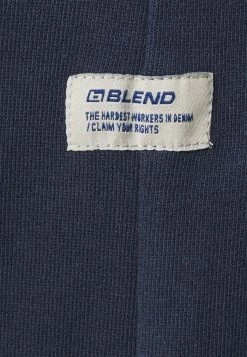 BLEND
THE HARDEST WORKERS IN DENIM
/ CLAIM YOUR RIGHTS